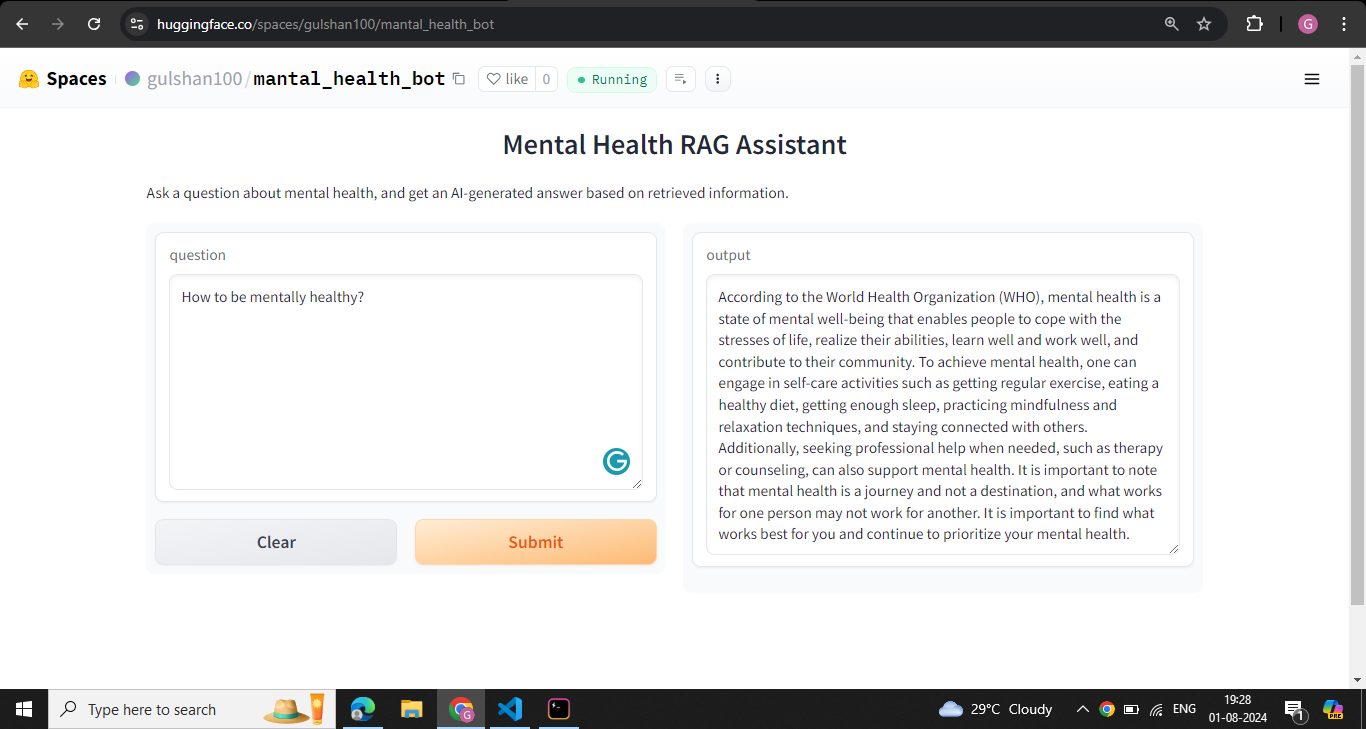 huggingface.co/spaces/gulshan100/mantal_health_bot
G
Spaces gulshan100/mantal_health_bot like 0 Running
Mental Health RAG Assistant
Ask a question about mental health, and get an AI-generated answer based on retrieved information.
question
How to be mentally healthy?
G
Clear
Submit
output
According to the World Health Organization (WHO), mental health is a
state of mental well-being that enables people to cope with the
stresses of life, realize their abilities, learn well and work well, and
contribute to their community. To achieve mental health, one can
engage in self-care activities such as getting regular exercise, eating a
healthy diet, getting enough sleep, practicing mindfulness and
relaxation techniques, and staying connected with others.
Additionally, seeking professional help when needed, such as therapy
or counseling, can also support mental health. It is important to note
that mental health is a journey and not a destination, and what works
for one person may not work for another. It is important to find what
works best for you and continue to prioritize your mental health.
Type here to search
G
29°C Cloudy
ENG
19:28
01-08-2024
1
PRE